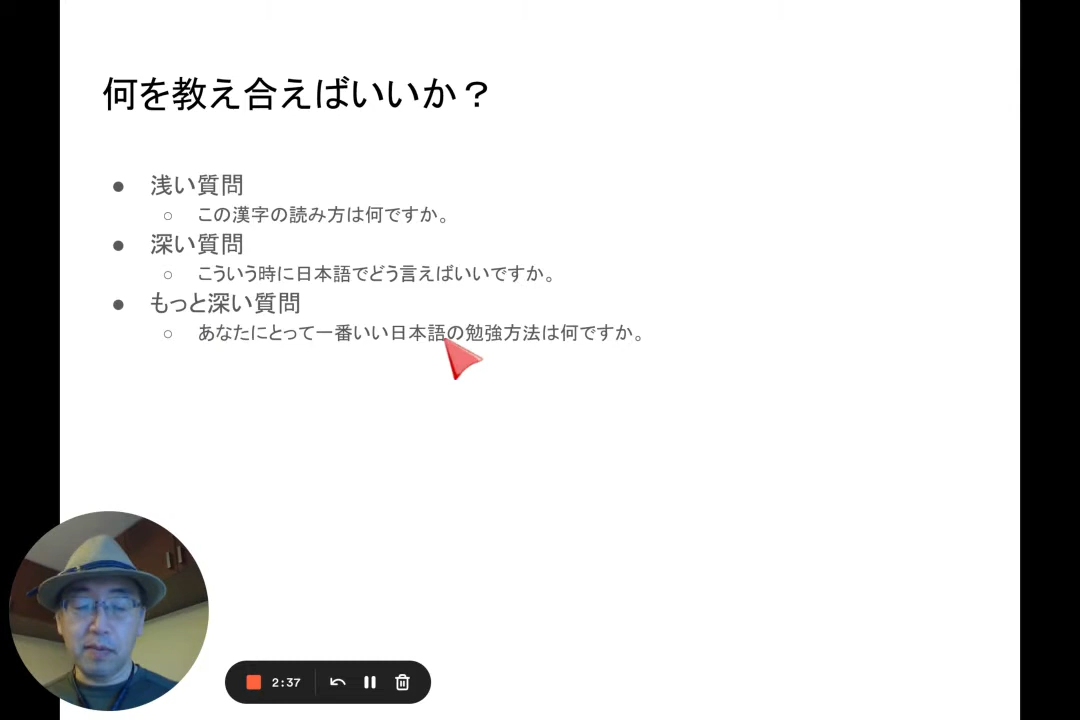 何を教え合えばいいか？
● 浅い質問
○ この漢字の読み方は何ですか。
● 深い質問
○ こういう時に日本語でどう言えばいいですか。
● もっと深い質問
○ あなたにとって一番いい日本語の勉強方法は何ですか。
2:37